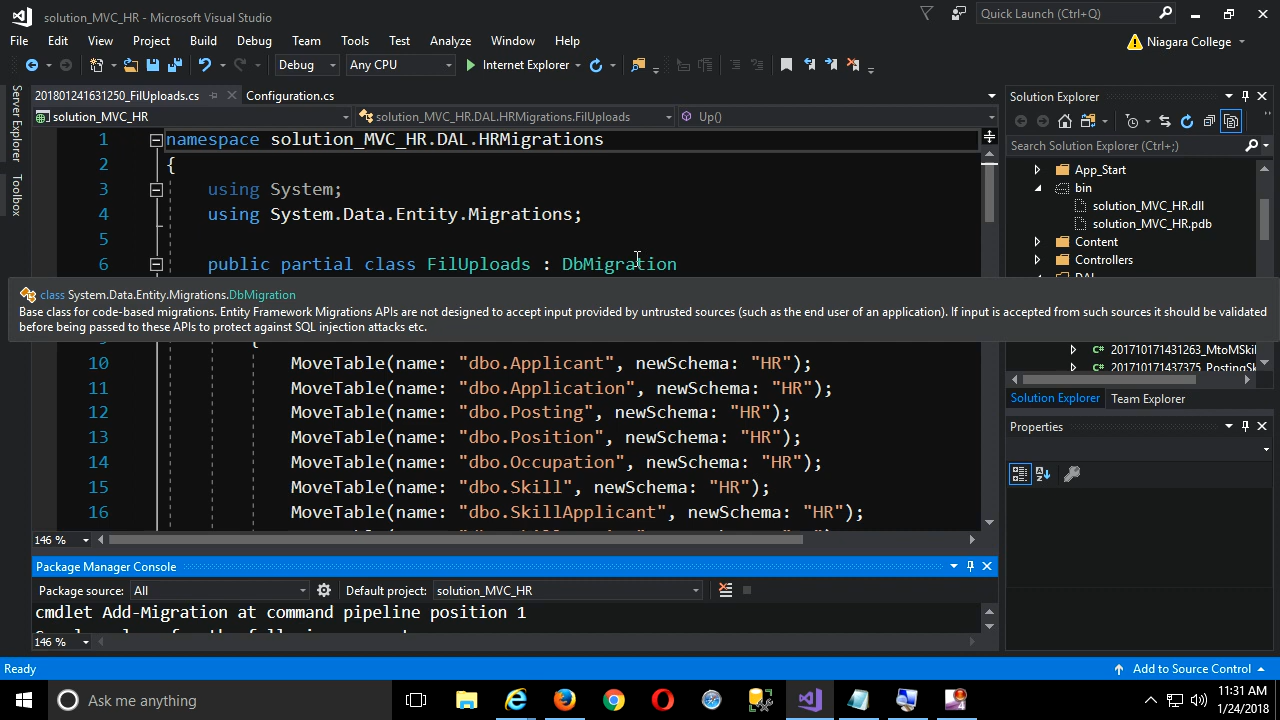 solution_MVC_HR - Microsoft Visual Studio
Quick Launch (Ctrl+Q)
File Edit View Project Build Debug Team Tools Test Analyze Window Help
Niagara College
Debug Any CPU Internet Explorer
Server Explorer
Toolbox
201801241631250_FilUploads.cs Configuration.cs
solution_MVC_HR solution_MVC_HR.DAL.HRMigrations.FilUploads Up()
1 namespace solution_MVC_HR.DAL.HRMigrations
2 {
3 using System;
4 using System.Data.Entity.Migrations;
5
6 public partial class FilUploads : DbMigration
class System.Data.Entity.Migrations.DbMigration
Base class for code-based migrations. Entity Framework Migrations APIs are not designed to accept input provided by untrusted sources (such as the end user of an application). If input is accepted from such sources it should be validated
before being passed to these APIs to protect against SQL injection attacks etc.
{
10 MoveTable(name: "dbo.Applicant", newSchema: "HR");
11 MoveTable(name: "dbo.Application", newSchema: "HR");
12 MoveTable(name: "dbo.Posting", newSchema: "HR");
13 MoveTable(name: "dbo.Position", newSchema: "HR");
14 MoveTable(name: "dbo.Occupation", newSchema: "HR");
15 MoveTable(name: "dbo.Skill", newSchema: "HR");
16 MoveTable(name: "dbo.SkillApplicant", newSchema: "HR");
146 %
Package Manager Console
Package source: All Default project: solution_MVC_HR
cmdlet Add-Migration at command pipeline position 1
146 %
Solution Explorer
Search Solution Explorer (Ctrl+;)
App_Start
bin
solution_MVC_HR.dll
solution_MVC_HR.pdb
Content
Controllers
DAL
C# 201710171431263_MtoMSkil
C# 201710171437375_PostingSk
Solution Explorer Team Explorer
Properties
Ready Add to Source Control
Ask me anything
11:31 AM
1/24/2018